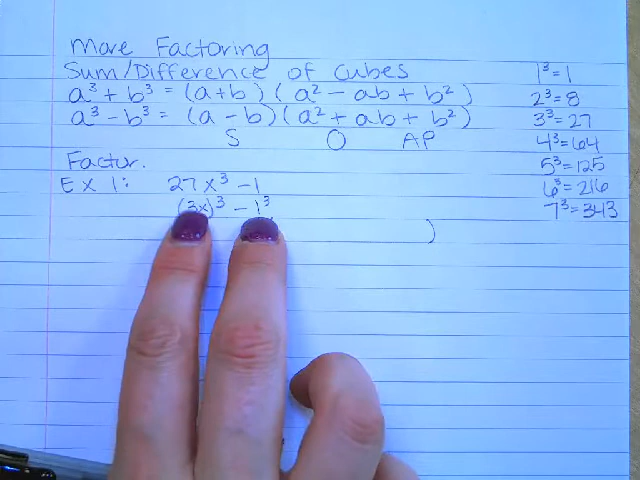 More Factoring
Sum/Difference of Cubes
a³ + b³ = (a+b)(a² - ab + b²)
a³ - b³ = (a - b)(a² + ab + b²)
S O AP
Factor.
Ex 1: 27x³ - 1
(3x)³ - 1³
)
1³ = 1
2³ = 8
3³ = 27
4³ = 64
5³ = 125
6³ = 216
7³ = 343